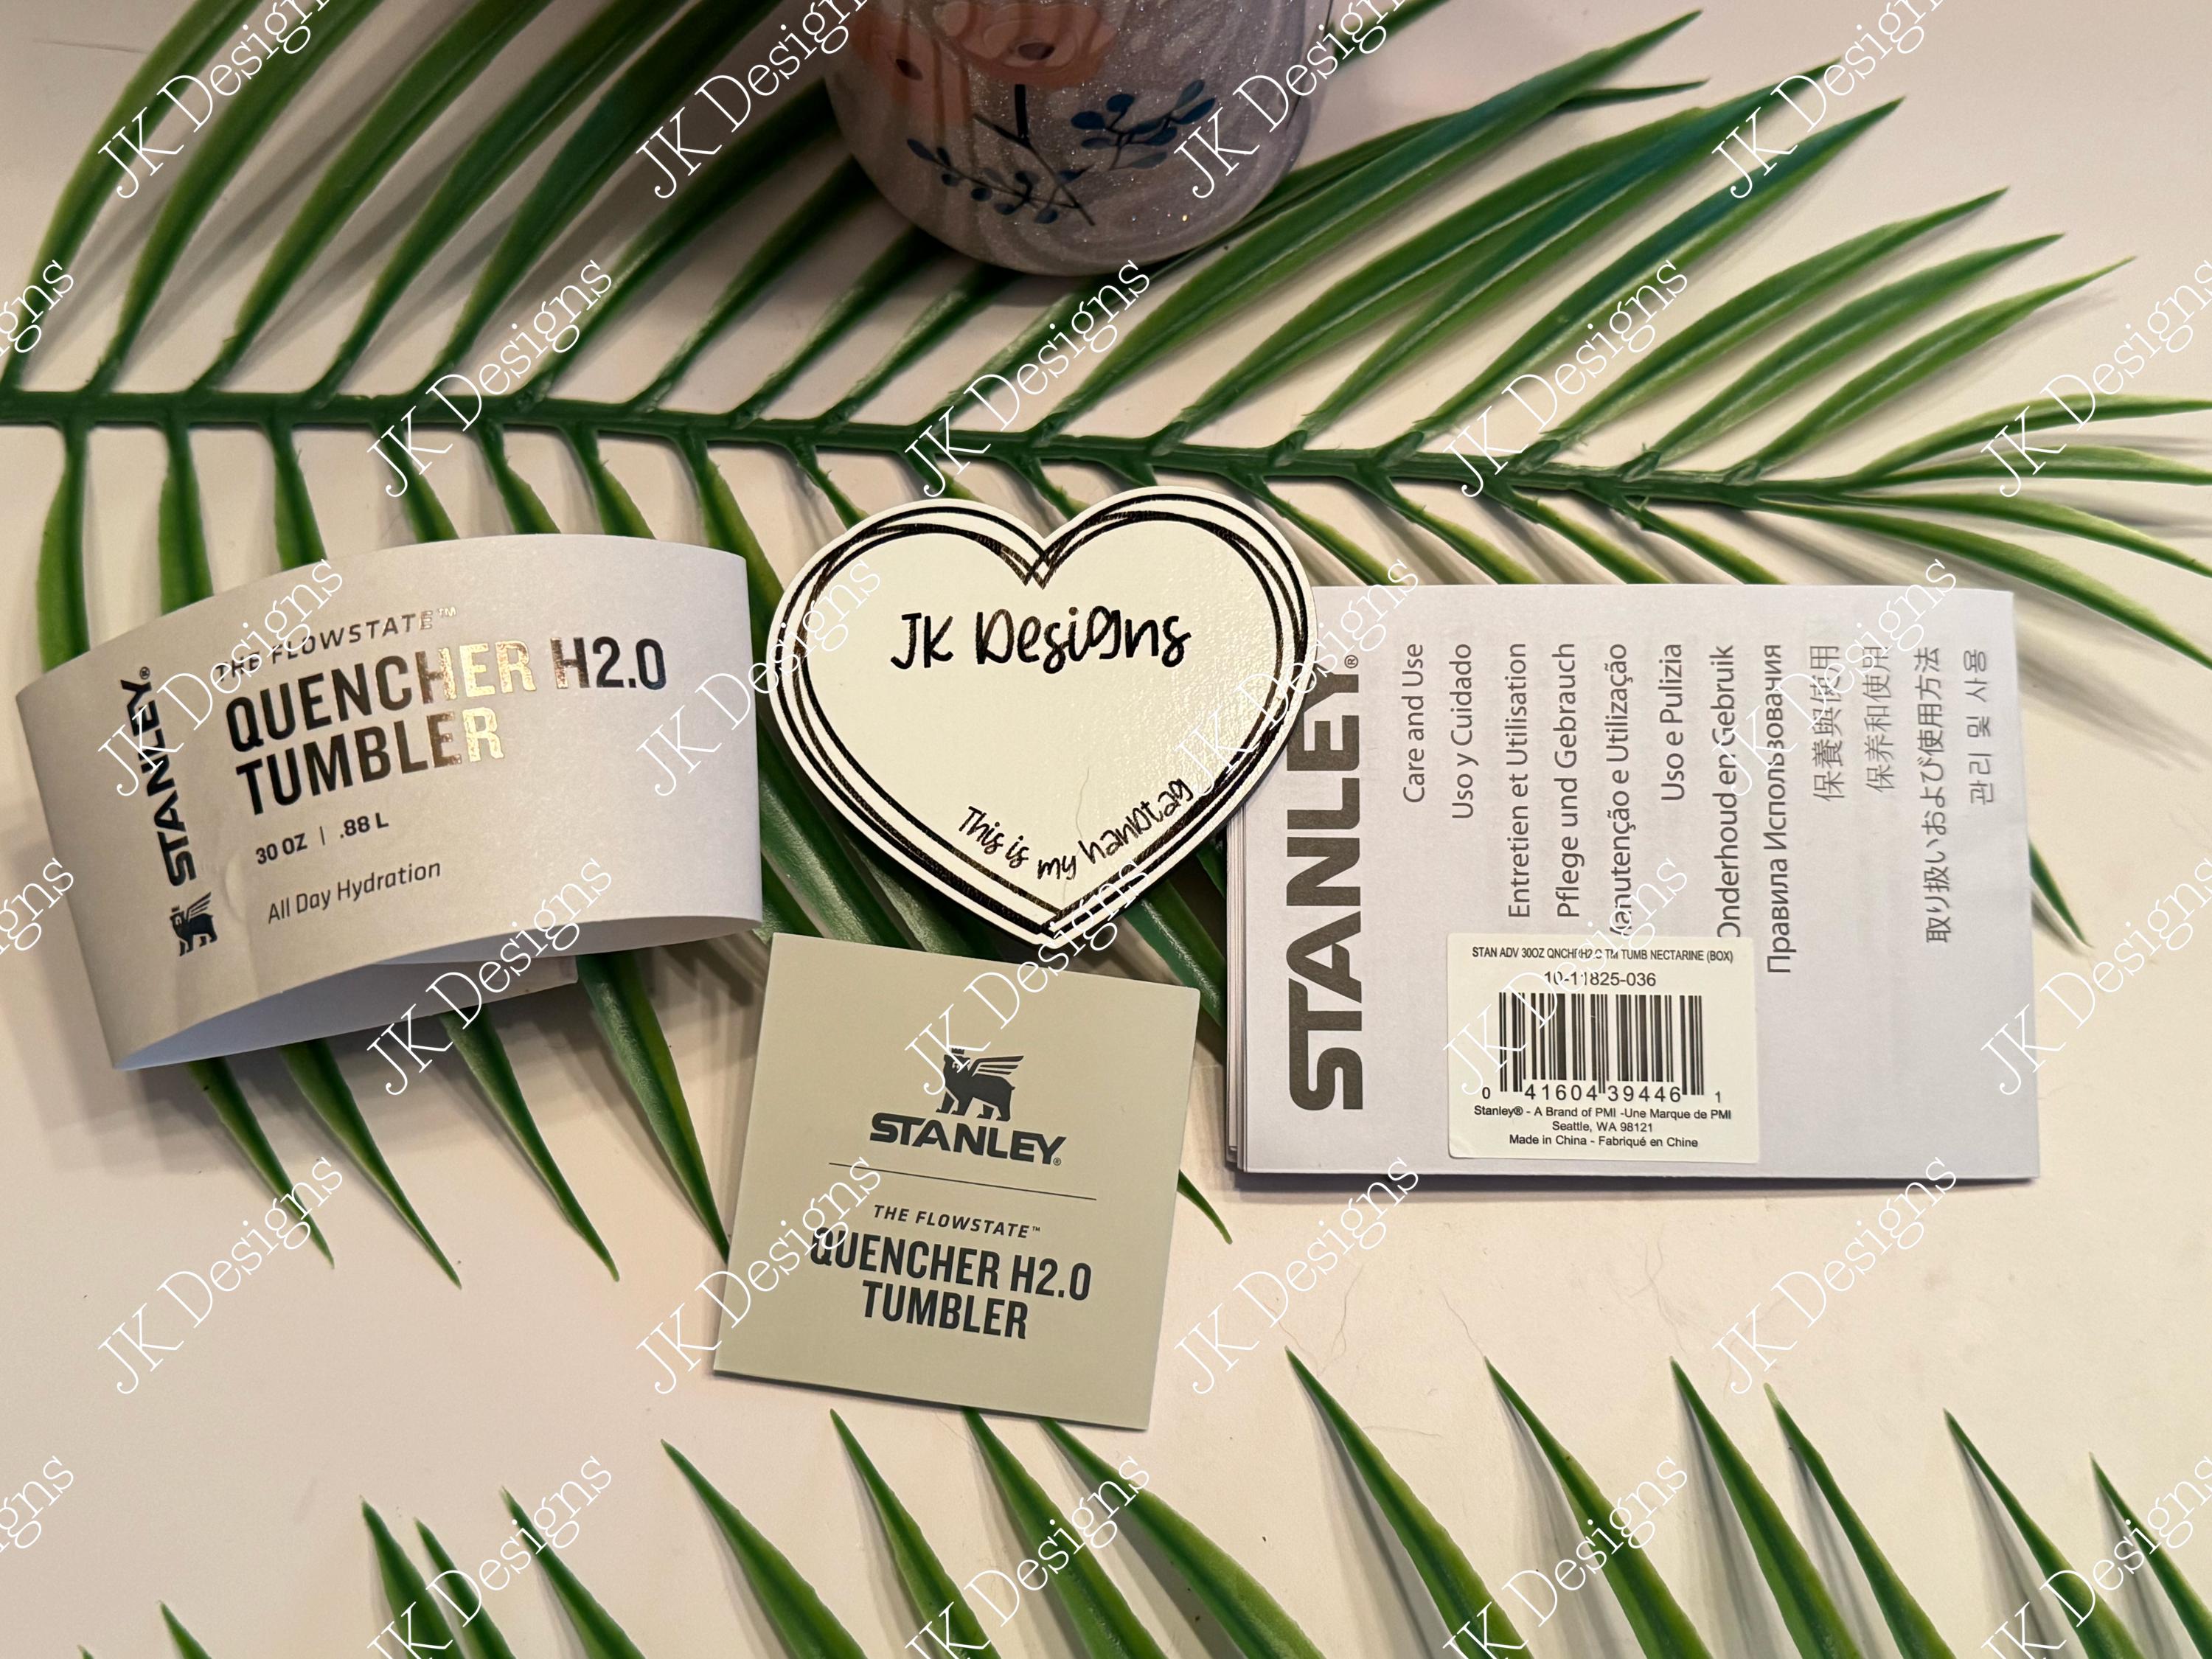 STANLEY®
THE FLOWSTATE™
QUENCHER H2.0
TUMBLER
30 OZ | .88 L
All Day Hydration
JK Designs
This is my handtag
STANLEY®
THE FLOWSTATE™
QUENCHER H2.0
TUMBLER
STANLEY®
Care and Use
Uso y Cuidado
Entretien et Utilisation
Pflege und Gebrauch
Manutenção e Utilização
Uso e Pulizia
Onderhoud en Gebruik
Правила Использования
保養與使用
保养和使用
取り扱いおよび使用方法
관리 및 사용
STAN ADV 30OZ QNCHR H2.O TM TUMB NECTARINE (BOX)
10-11825-036
0 41604 39446 1
Stanley® - A Brand of PMI -Une Marque de PMI
Seattle, WA 98121
Made in China - Fabriqué en Chine
JK Designs